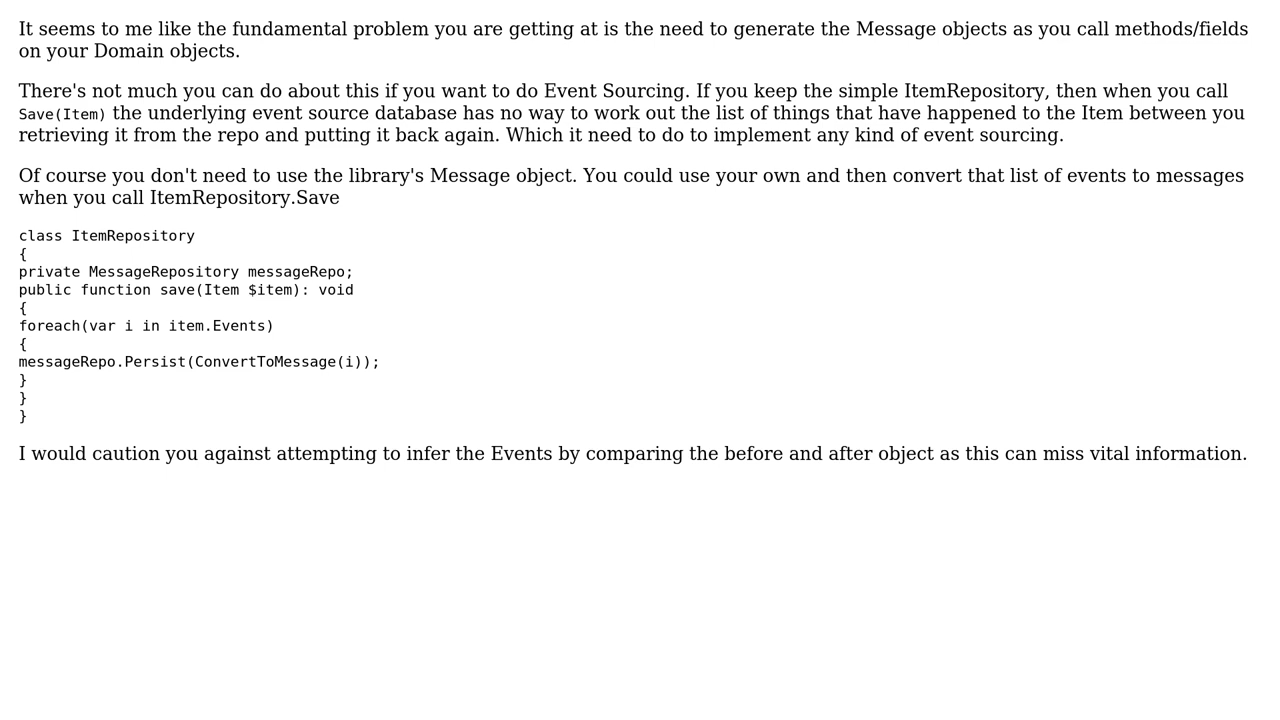 It seems to me like the fundamental problem you are getting at is the need to generate the Message objects as you call methods/fields
on your Domain objects.
There's not much you can do about this if you want to do Event Sourcing. If you keep the simple ItemRepository, then when you call
Save(Item) the underlying event source database has no way to work out the list of things that have happened to the Item between you
retrieving it from the repo and putting it back again. Which it need to do to implement any kind of event sourcing.
Of course you don't need to use the library's Message object. You could use your own and then convert that list of events to messages
when you call ItemRepository.Save
class ItemRepository
{
private MessageRepository messageRepo;
public function save(Item $item): void
{
foreach(var i in item.Events)
{
messageRepo.Persist(ConvertToMessage(i));
}
}
}
I would caution you against attempting to infer the Events by comparing the before and after object as this can miss vital information.